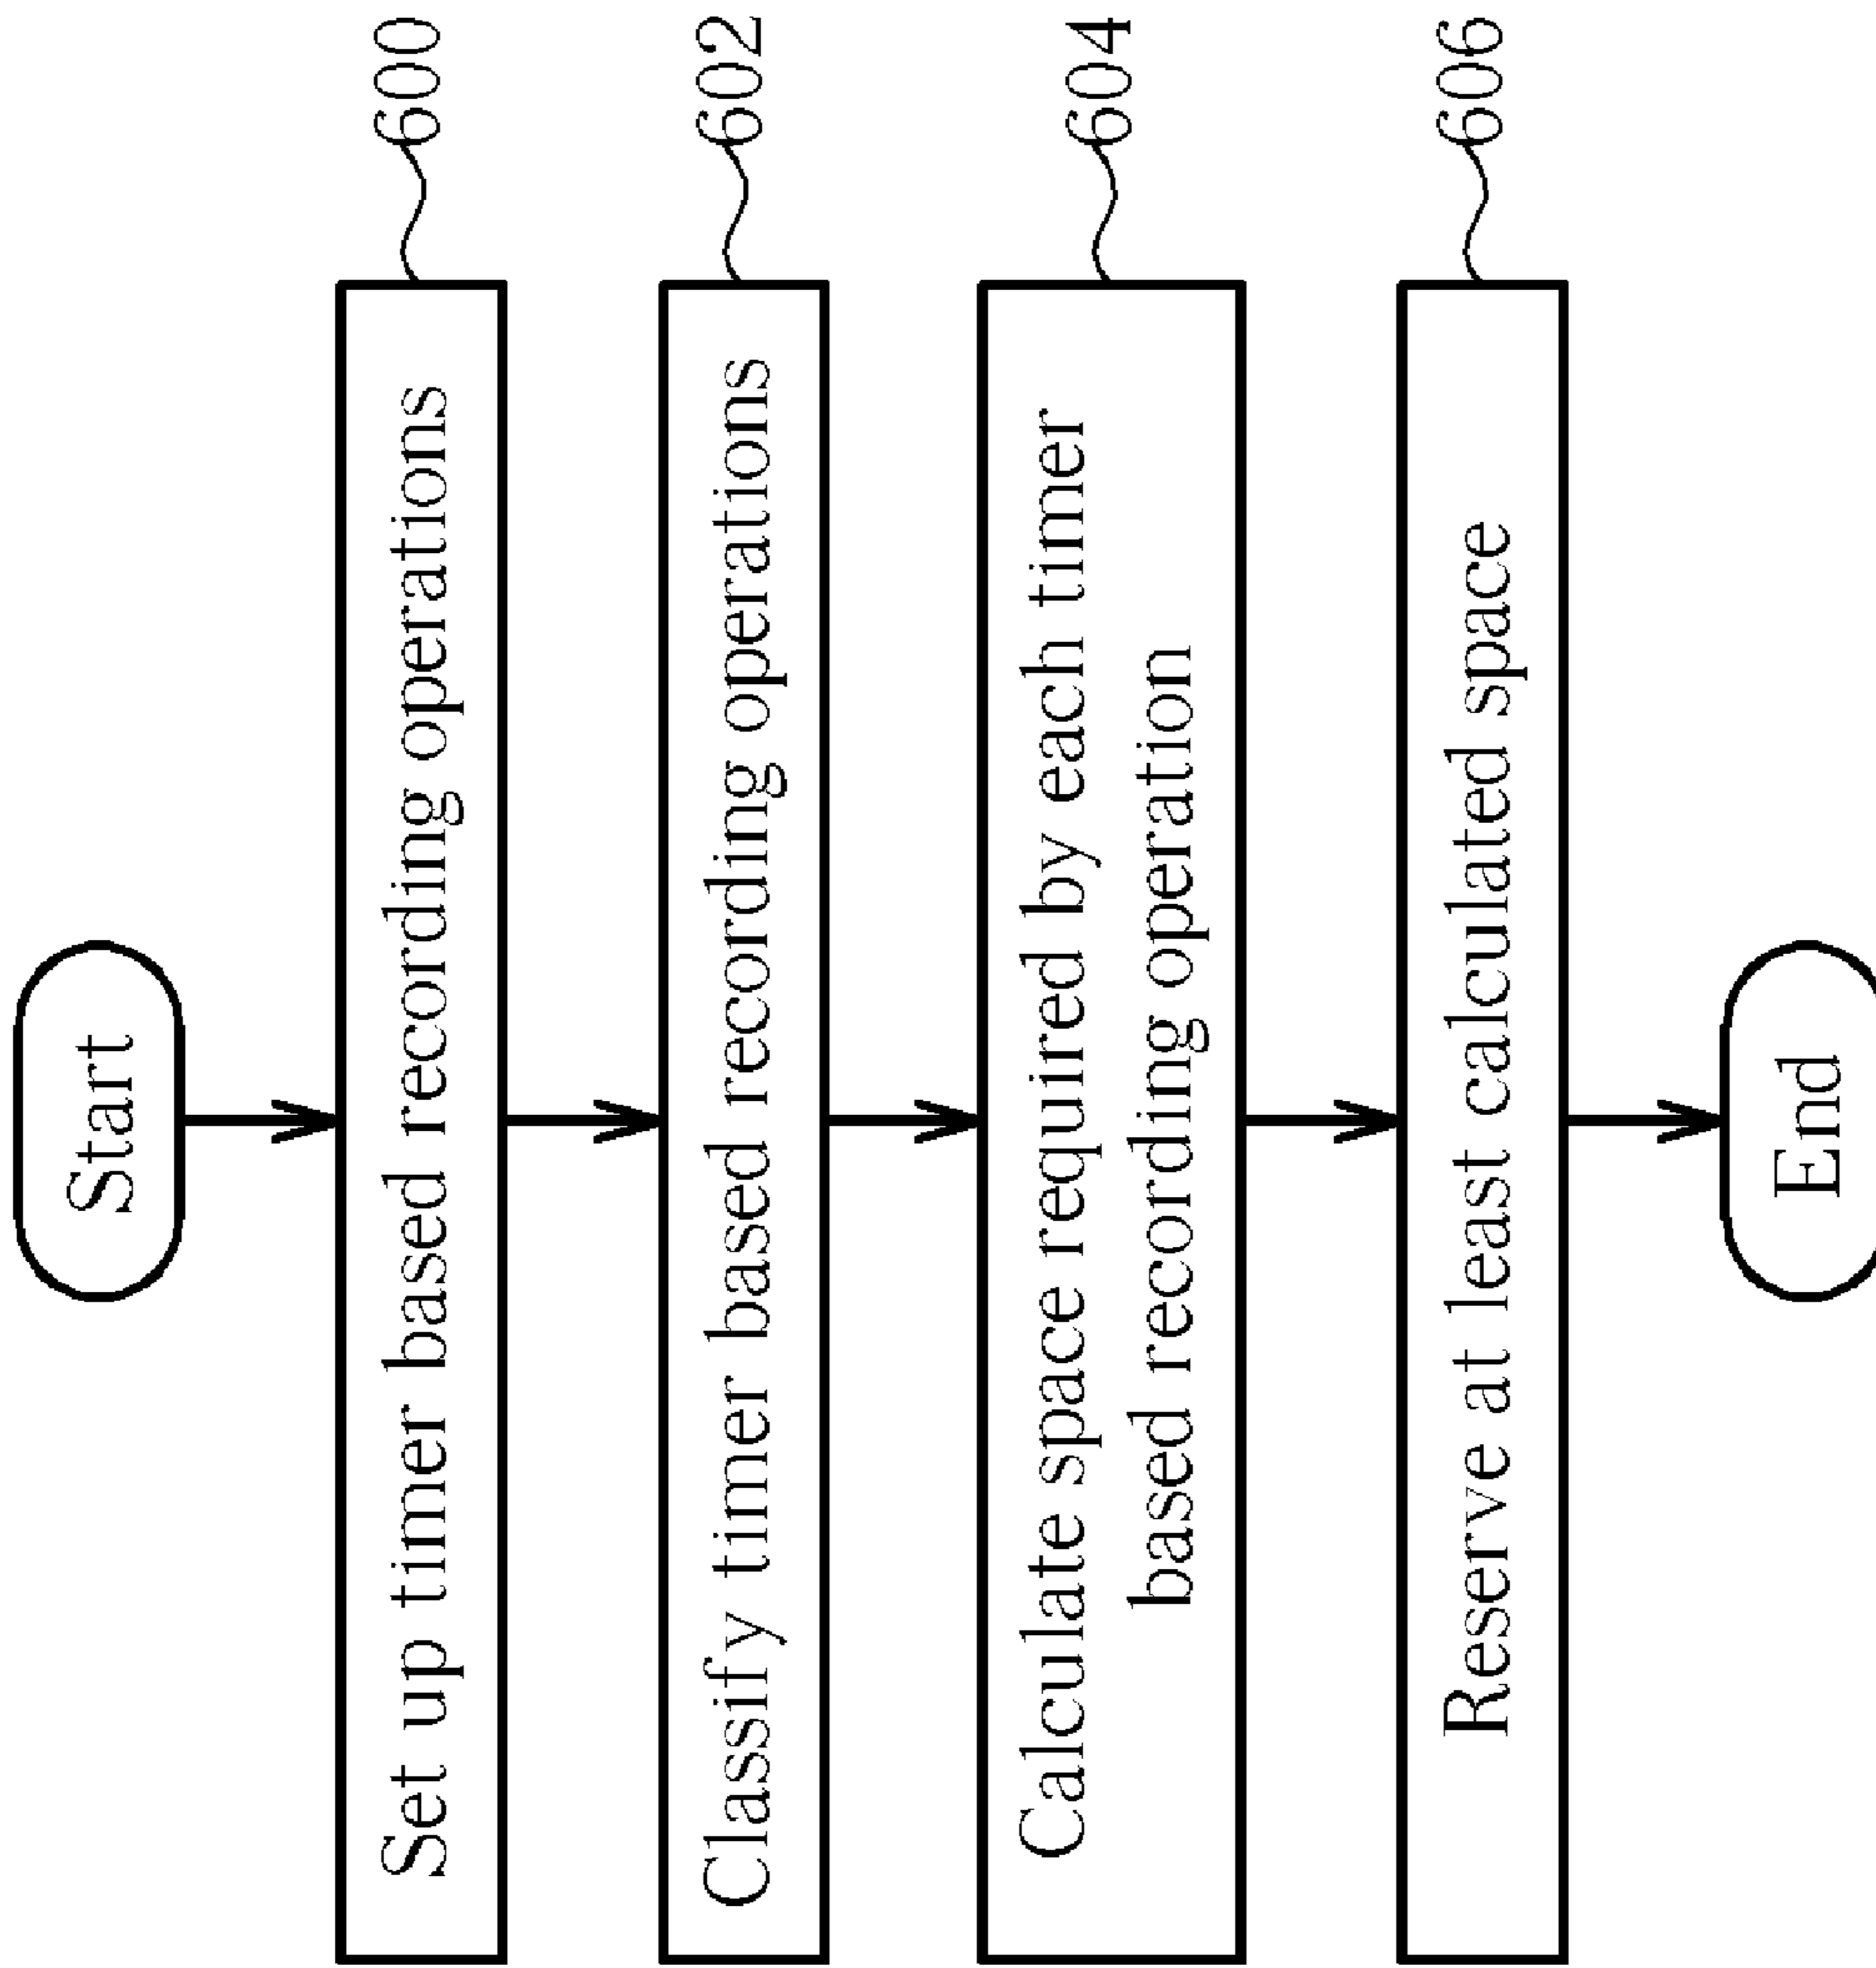 Start
Set up timer based recording operations
600
Classify timer based recording operations
602
Calculate space required by each timer
based recording operation
604
Reserve at least calculated space
606
End